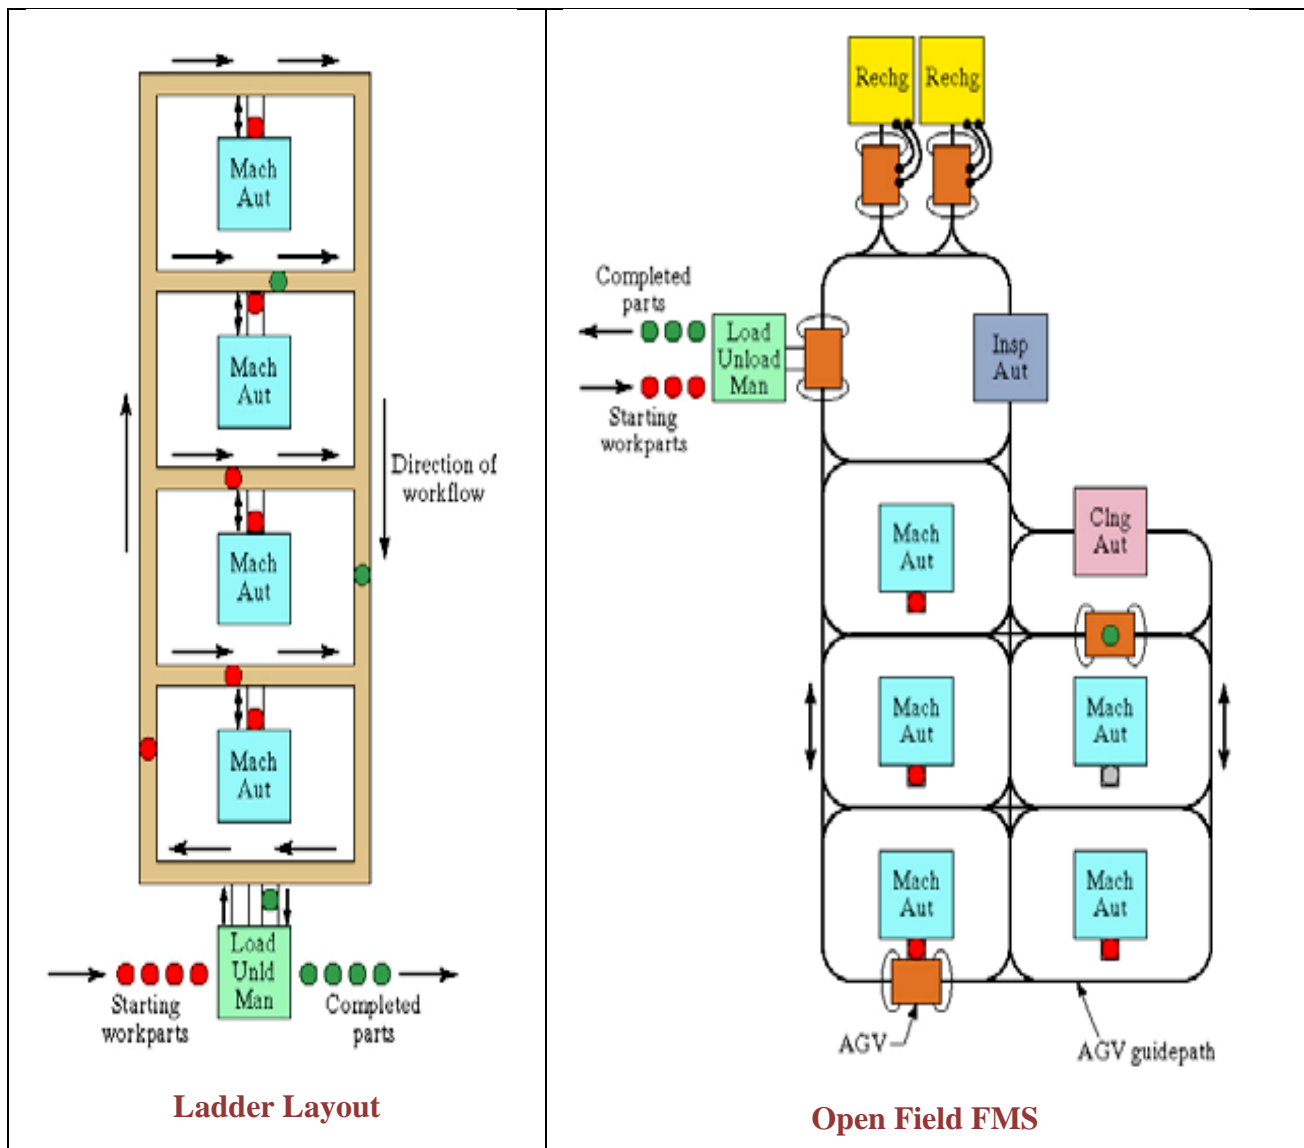 Mach
Aut
Mach
Aut
Direction of
workflow
Mach
Aut
Mach
Aut
Load
Unld
Man
Starting
workparts
Completed
parts
Ladder Layout
Rechg
Rechg
Completed
parts
Load
Unload
Man
Starting
workparts
Insp
Aut
Mach
Aut
Clng
Aut
Mach
Aut
Mach
Aut
Mach
Aut
Mach
Aut
AGV
AGV guidepath
Open Field FMS